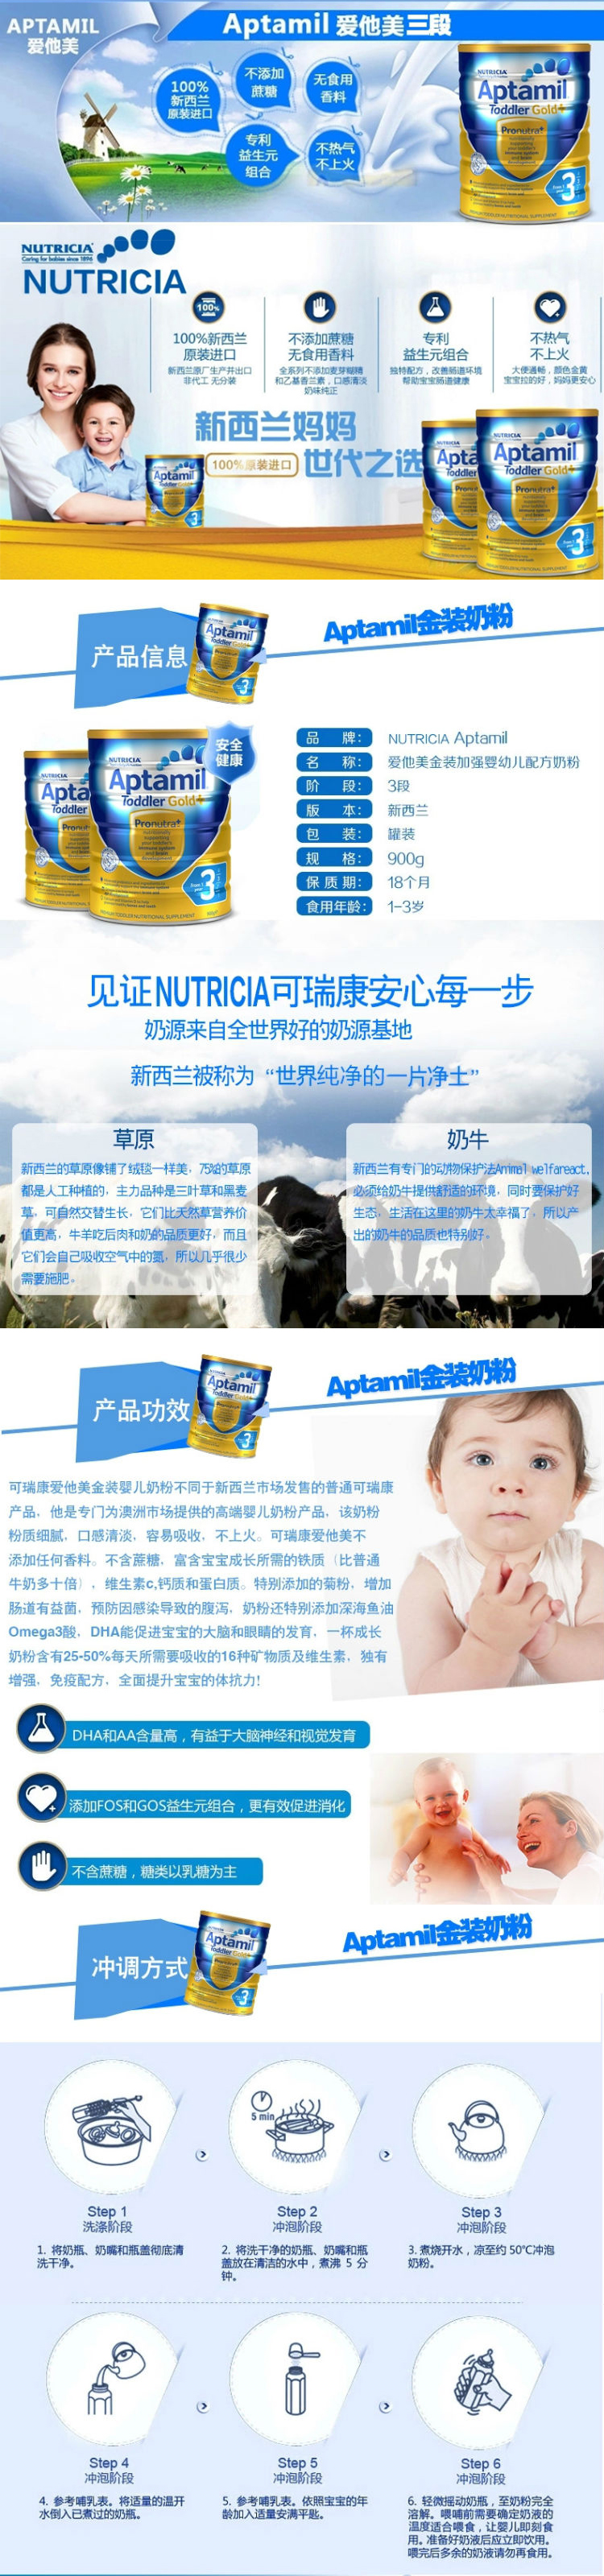 APTAMIL
爱他美
Aptamil 爱他美三段
100%
新西兰
原装进口
不添加
蔗糖
无食用
香料
专利
益生元
组合
不热气
不上火
NUTRICIA
Aptamil
Toddler Gold+
Pronutra+
3
NUTRICIA
Caring for babies since 1896
NUTRICIA
100%
100%新西兰
原装进口
新西兰原厂生产并出口
非代工 无分装
不添加蔗糖
无食用香料
全系列不添加麦芽糊精
和乙基香兰素，口感清淡
奶味纯正
专利
益生元组合
独特配方，改善肠道环境
帮助宝宝肠道健康
不热气
不上火
大便通畅，颜色金黄
宝宝拉的好，妈妈更安心
新西兰妈妈
100%原装进口
世代之选
Aptamil
3
NUTRICIA
Apta
Toddler
NUTRICIA
Aptamil
Toddler Gold+
Pronutra+
3
产品信息
Aptamil
3
Aptamil金装奶粉
安全
健康
NUTRICIA
Apta
Toddler
NUTRICIA
Aptamil
Toddler Gold+
Pronutra+
nutritionally
supporting
your toddler's
immune system
and brain
development
3
品 牌： NUTRICIA Aptamil
名 称： 爱他美金装加强婴幼儿配方奶粉
阶 段： 3段
版 本： 新西兰
包 装： 罐装
规 格： 900g
保 质 期： 18个月
食用年龄： 1-3岁
见证NUTRICIA可瑞康安心每一步
奶源来自全世界好的奶源基地
新西兰被称为“世界纯净的一片净土”
草原
新西兰的草原像铺了绒毯一样美，75%的草原
都是人工种植的，主力品种是三叶草和黑麦
草，可自然交替生长，它们比天然草营养价
值更高，牛羊吃后肉和奶的品质更好，而且
它们会自己吸收空气中的氮，所以几乎很少
需要施肥。
奶牛
新西兰有专门的动物保护法Animal welfareact,
必须给奶牛提供舒适的环境，同时要保护好
生态，生活在这里的奶牛太幸福了，所以产
出的奶牛的品质也特别好。
产品功效
Aptamil
3
Aptamil金装奶粉
可瑞康爱他美金装婴儿奶粉不同于新西兰市场发售的普通可瑞康
产品，他是专门为澳洲市场提供的高端婴儿奶粉产品，该奶粉
粉质细腻，口感清淡，容易吸收，不上火。可瑞康爱他美不
添加任何香料。不含蔗糖，富含宝宝成长所需的铁质（比普通
牛奶多十倍），维生素c,钙质和蛋白质。特别添加的菊粉，增加
肠道有益菌，预防因感染导致的腹泻，奶粉还特别添加深海鱼油
Omega3酸，DHA能促进宝宝的大脑和眼睛的发育，一杯成长
奶粉含有25-50%每天所需要吸收的16种矿物质及维生素，独有
增强，免疫配方，全面提升宝宝的体抗力!
DHA和AA含量高，有益于大脑神经和视觉发育
添加FOS和GOS益生元组合，更有效促进消化
不含蔗糖，糖类以乳糖为主
冲调方式
Aptamil
3
Aptamil金装奶粉
5 min
Step 1
洗涤阶段
1. 将奶瓶、奶嘴和瓶盖彻底清
洗干净。
Step 2
冲泡阶段
2. 将洗干净的奶瓶、奶嘴和瓶
盖放在清洁的水中，煮沸 5 分
钟。
Step 3
冲泡阶段
3. 煮烧开水，凉至约 50℃冲泡
奶粉。
Step 4
冲泡阶段
4. 参考哺乳表。将适量的温开
水倒入已煮过的奶瓶。
Step 5
冲泡阶段
5. 参考哺乳表。依照宝宝的年
龄加入适量安满平匙。
Step 6
冲泡阶段
6. 轻微摇动奶瓶，至奶粉完全
溶解。喂哺前需要确定奶液的
温度适合喂食，让婴儿即刻食
用。准备好奶液后应立即饮用。
喂完后多余的奶液请勿再食用。